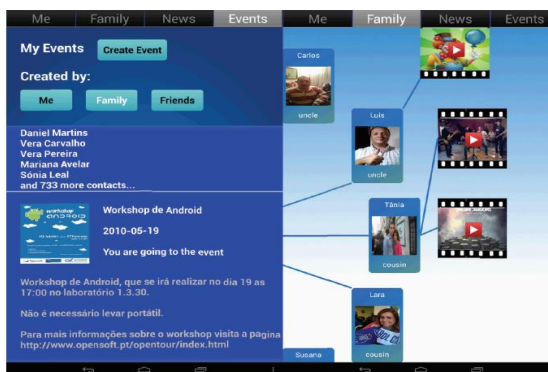 Me Family News Events
My Events Create Event
Created by:
Me Family Friends
Daniel Martins
Vera Carvalho
Vera Pereira
Mariana Avelar
Sónia Leal
and 733 more contacts...
workshop
ANDROID
Workshop de Android
2010-05-19
You are going to the event
Workshop de Android, que se irá realizar no dia 19 as
17:00 no laboratório 1.3.30.
Não é necessário levar portátil.
Para mais informações sobre o workshop visita a pagina
http://www.opensoft.pt/opentour/index.html
Me Family News Events
Carlos
uncle
Luis
uncle
Tânia
cousin
Lara
cousin
Susana